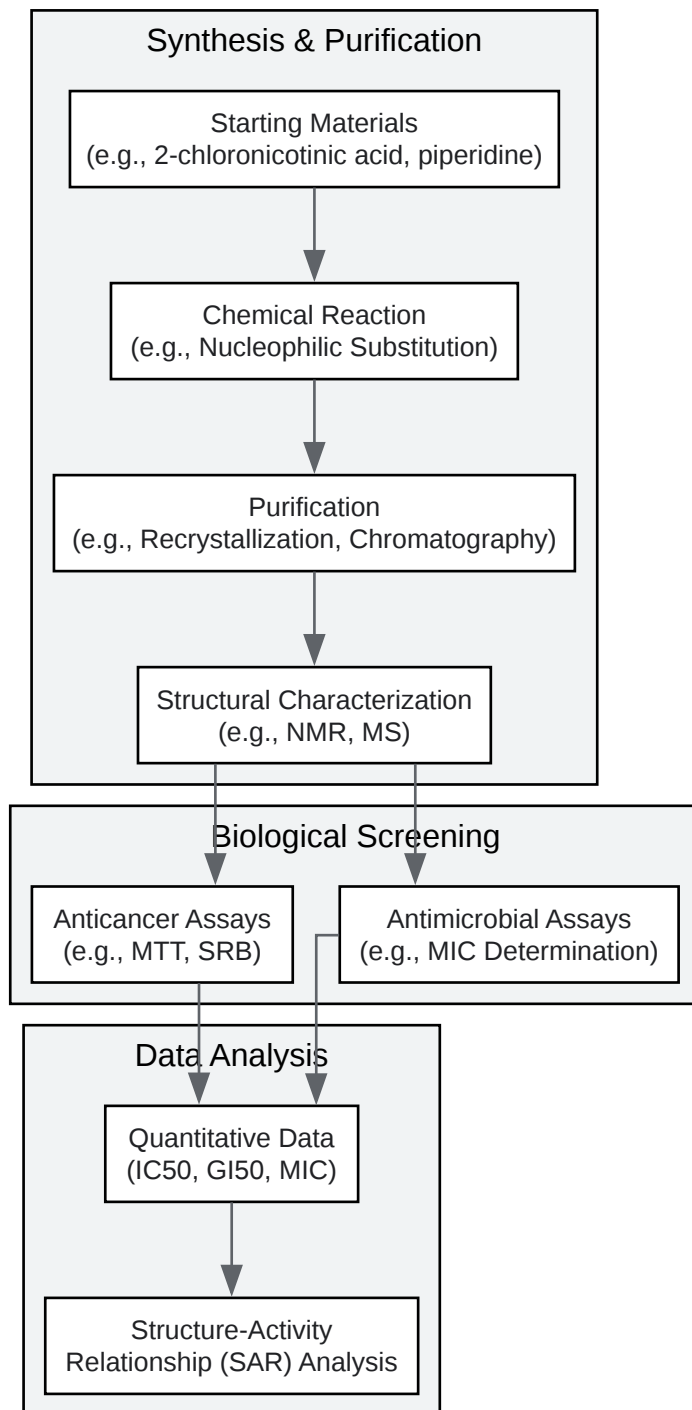 Synthesis & Purification
Starting Materials
(e.g., 2-chloronicotinic acid, piperidine)
Chemical Reaction
(e.g., Nucleophilic Substitution)
Purification
(e.g., Recrystallization, Chromatography)
Structural Characterization
(e.g., NMR, MS)
Biological Screening
Anticancer Assays
(e.g., MTT, SRB)
Antimicrobial Assays
(e.g., MIC Determination)
Data Analysis
Quantitative Data
(IC50, GI50, MIC)
Structure-Activity
Relationship (SAR) Analysis